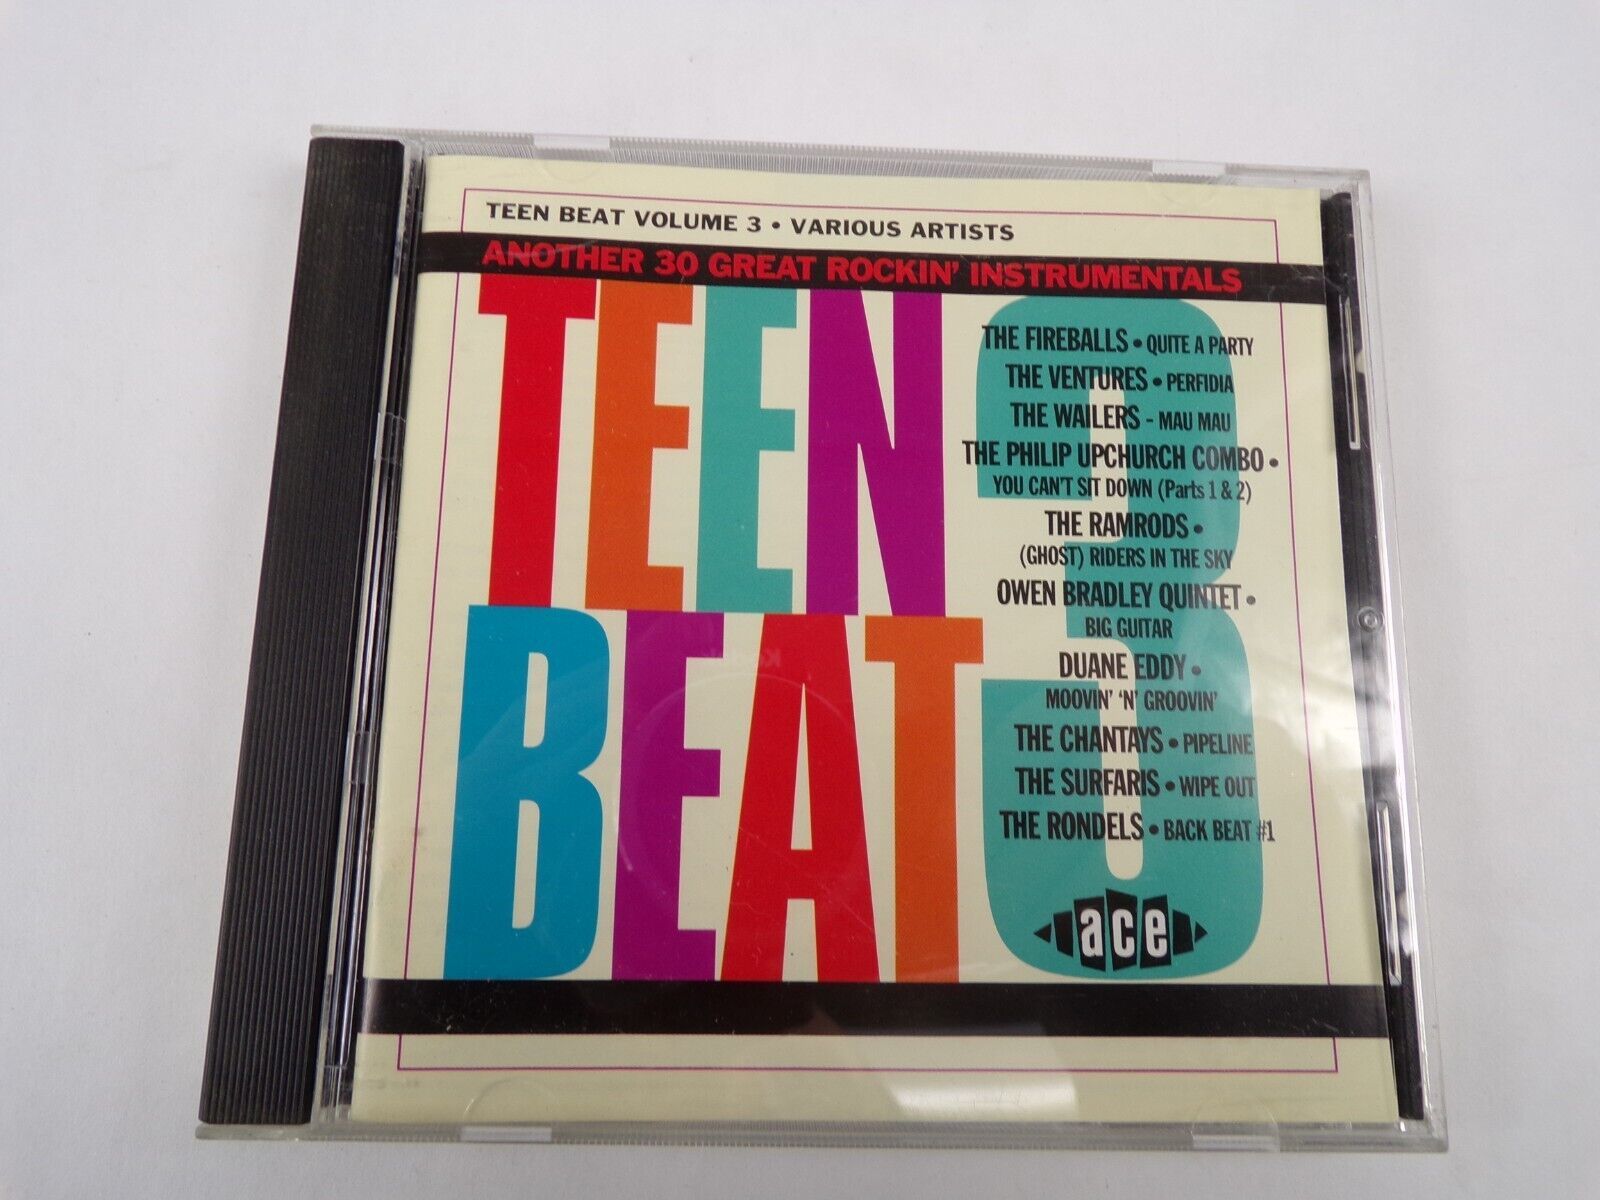 TEEN BEAT VOLUME 3 • VARIOUS ARTISTS
ANOTHER 30 GREAT ROCKIN' INSTRUMENTALS
TEEN
BEAT
3
THE FIREBALLS • QUITE A PARTY
THE VENTURES • PERFIDIA
THE WAILERS - MAU MAU
THE PHILIP UPCHURCH COMBO •
YOU CAN'T SIT DOWN (Parts 1 & 2)
THE RAMRODS •
(GHOST) RIDERS IN THE SKY
OWEN BRADLEY QUINTET •
BIG GUITAR
DUANE EDDY •
MOOVIN' 'N' GROOVIN'
THE CHANTAYS • PIPELINE
THE SURFARIS • WIPE OUT
THE RONDELS • BACK BEAT #1
ace